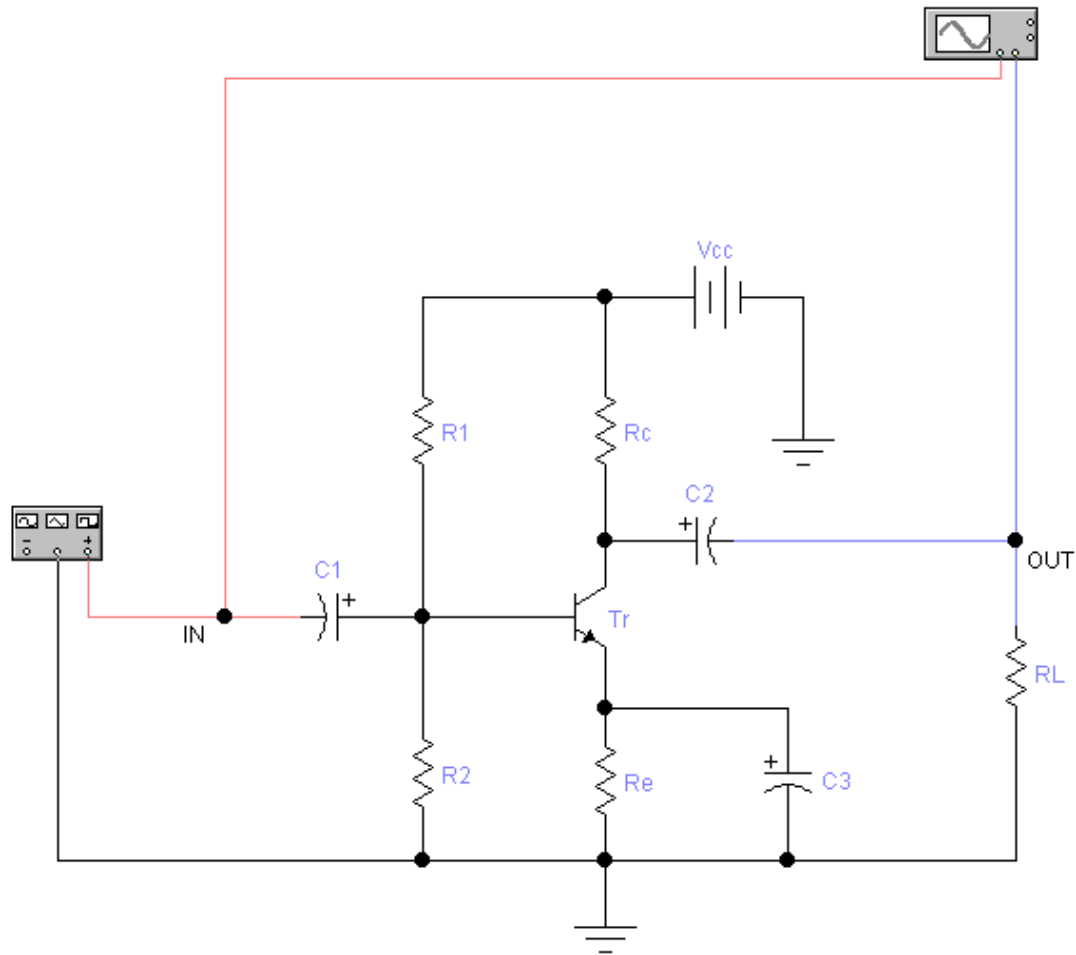 Vcc
R1
Rc
C2
OUT
C1
IN
Tr
RL
R2
Re
C3
- +
+
+
+